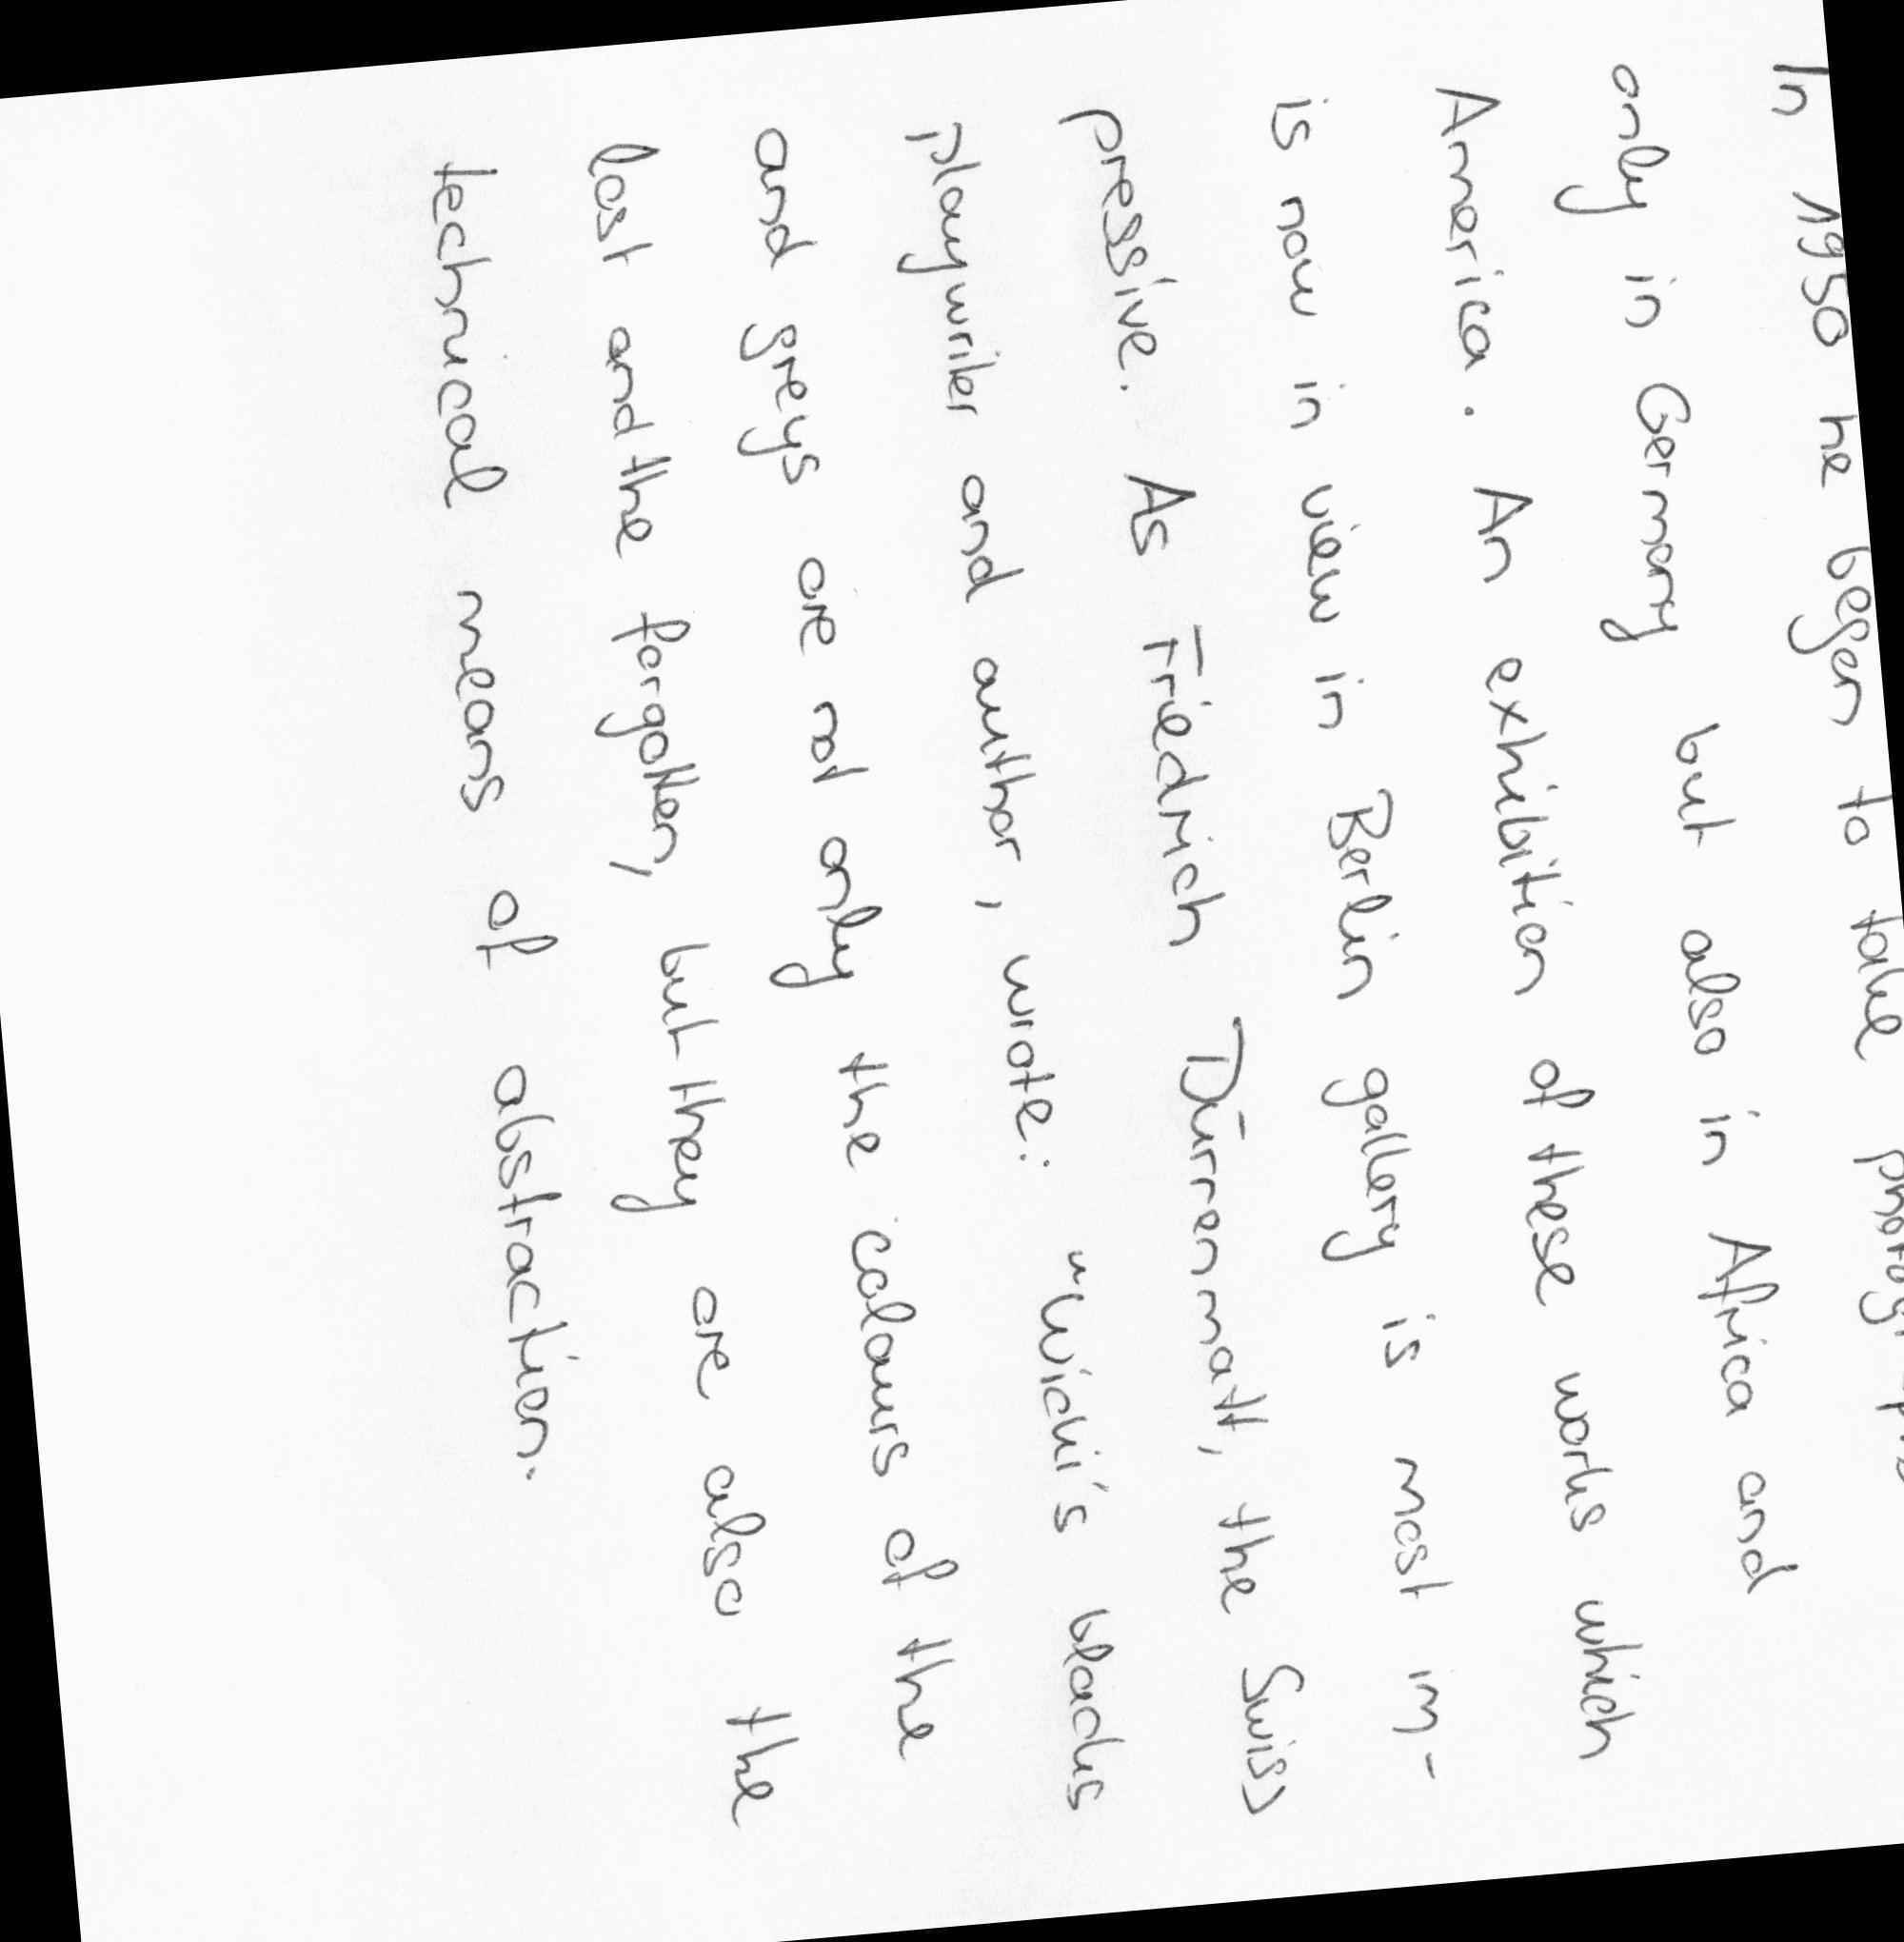 In 1950 he began to take photographs
only in Germany but also in Africa and
America. An exhibition of these works which
is now in view in Berlin gallery is most im-
pressive. As Friedrich Dürrenmatt, the Swiss
playwriter and author, wrote: "Wicki's blacks
and greys are not only the colours of the
lost and the forgotten, but they are also the
technical means of abstraction.